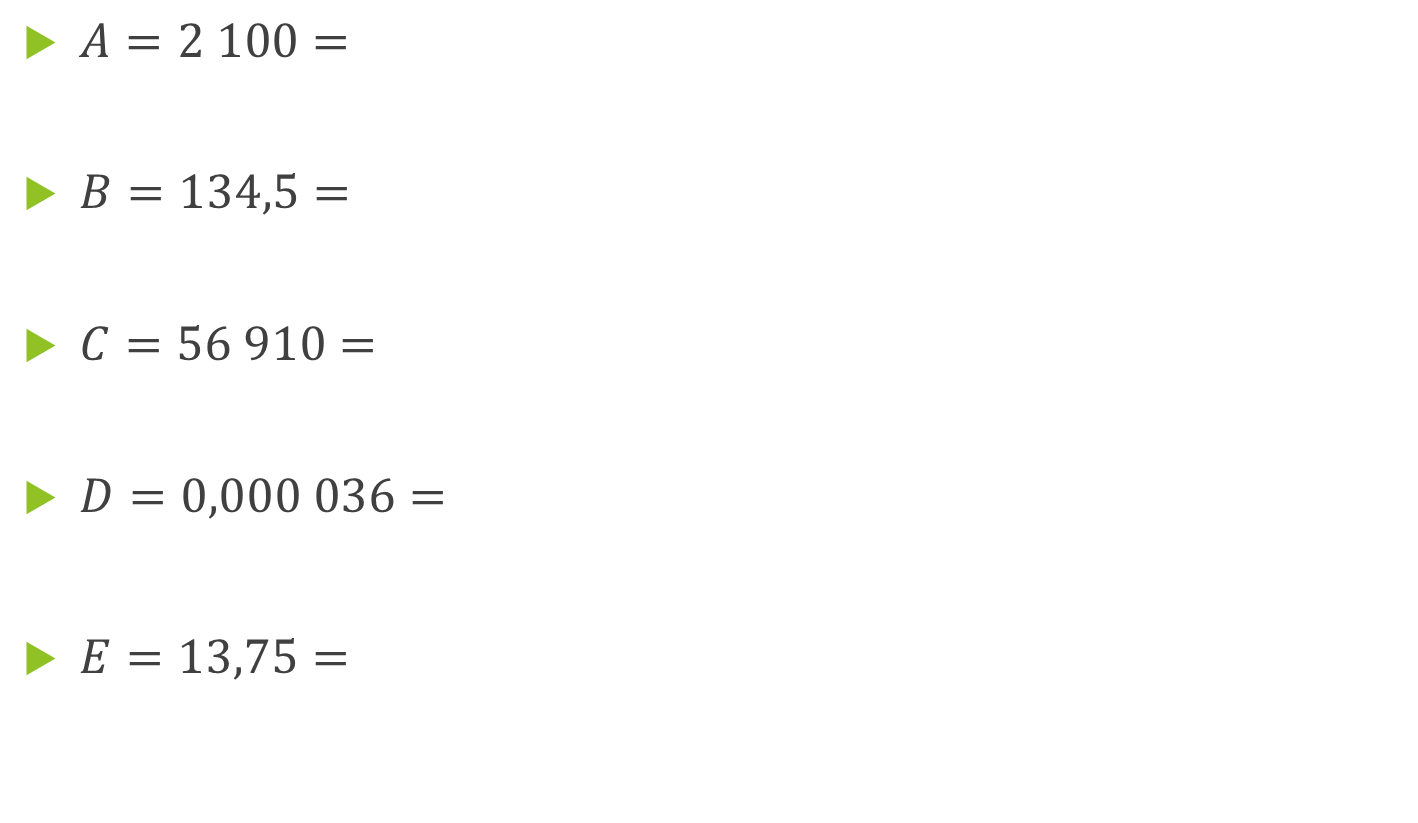 A = 2 100 =
B = 134,5 =
C = 56 910 =
D = 0,000 036 =
E = 13,75 =